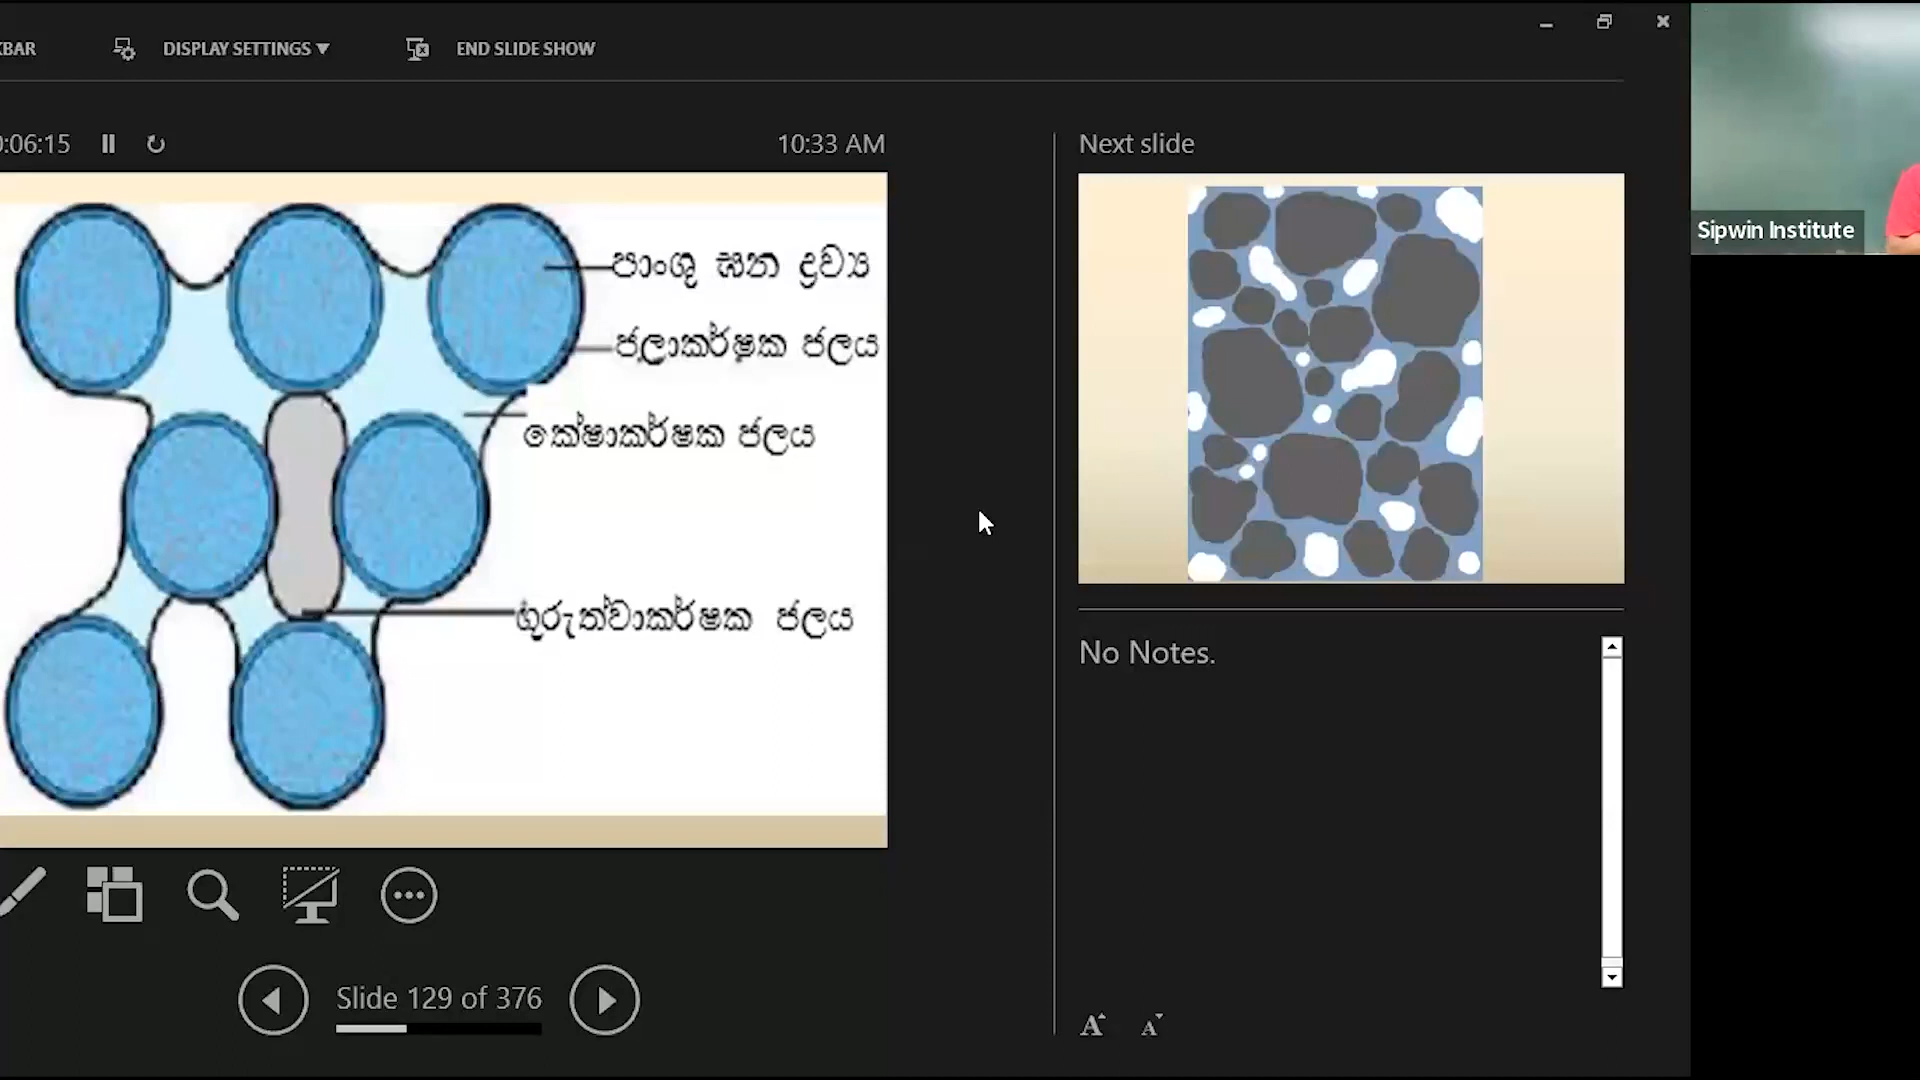 KBAR DISPLAY SETTINGS ▼ END SLIDE SHOW
0:06:15 10:33 AM
Next slide
පාංශු ඝන ද්‍රව්‍ය
ජලාකර්ෂක ජලය
කේෂාකර්ෂක ජලය
ගුරුත්වාකර්ෂක ජලය
Sipwin Institute
No Notes.
Slide 129 of 376
A A